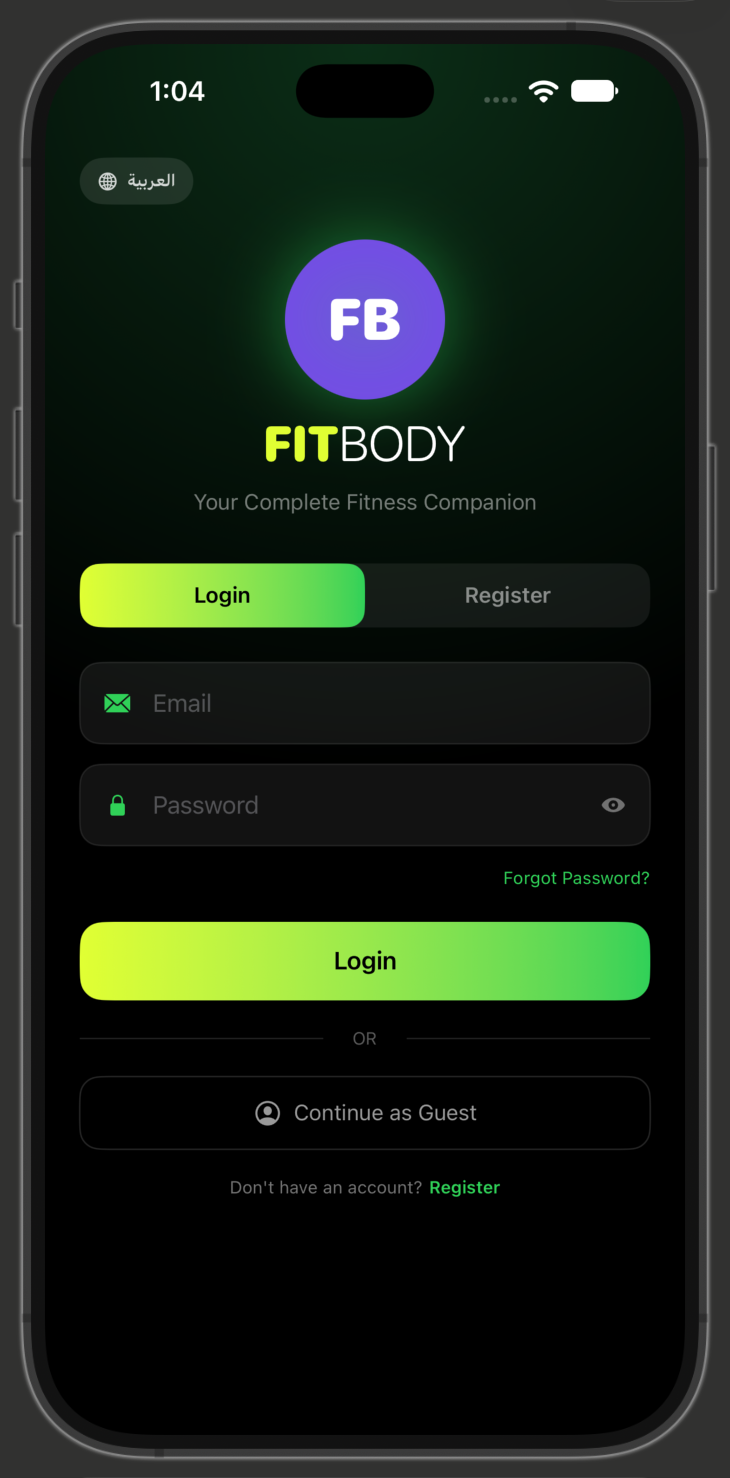 1:04
العربية
FB
FITBODY
Your Complete Fitness Companion
Login Register
Email
Password
Forgot Password?
Login
OR
Continue as Guest
Don't have an account? Register